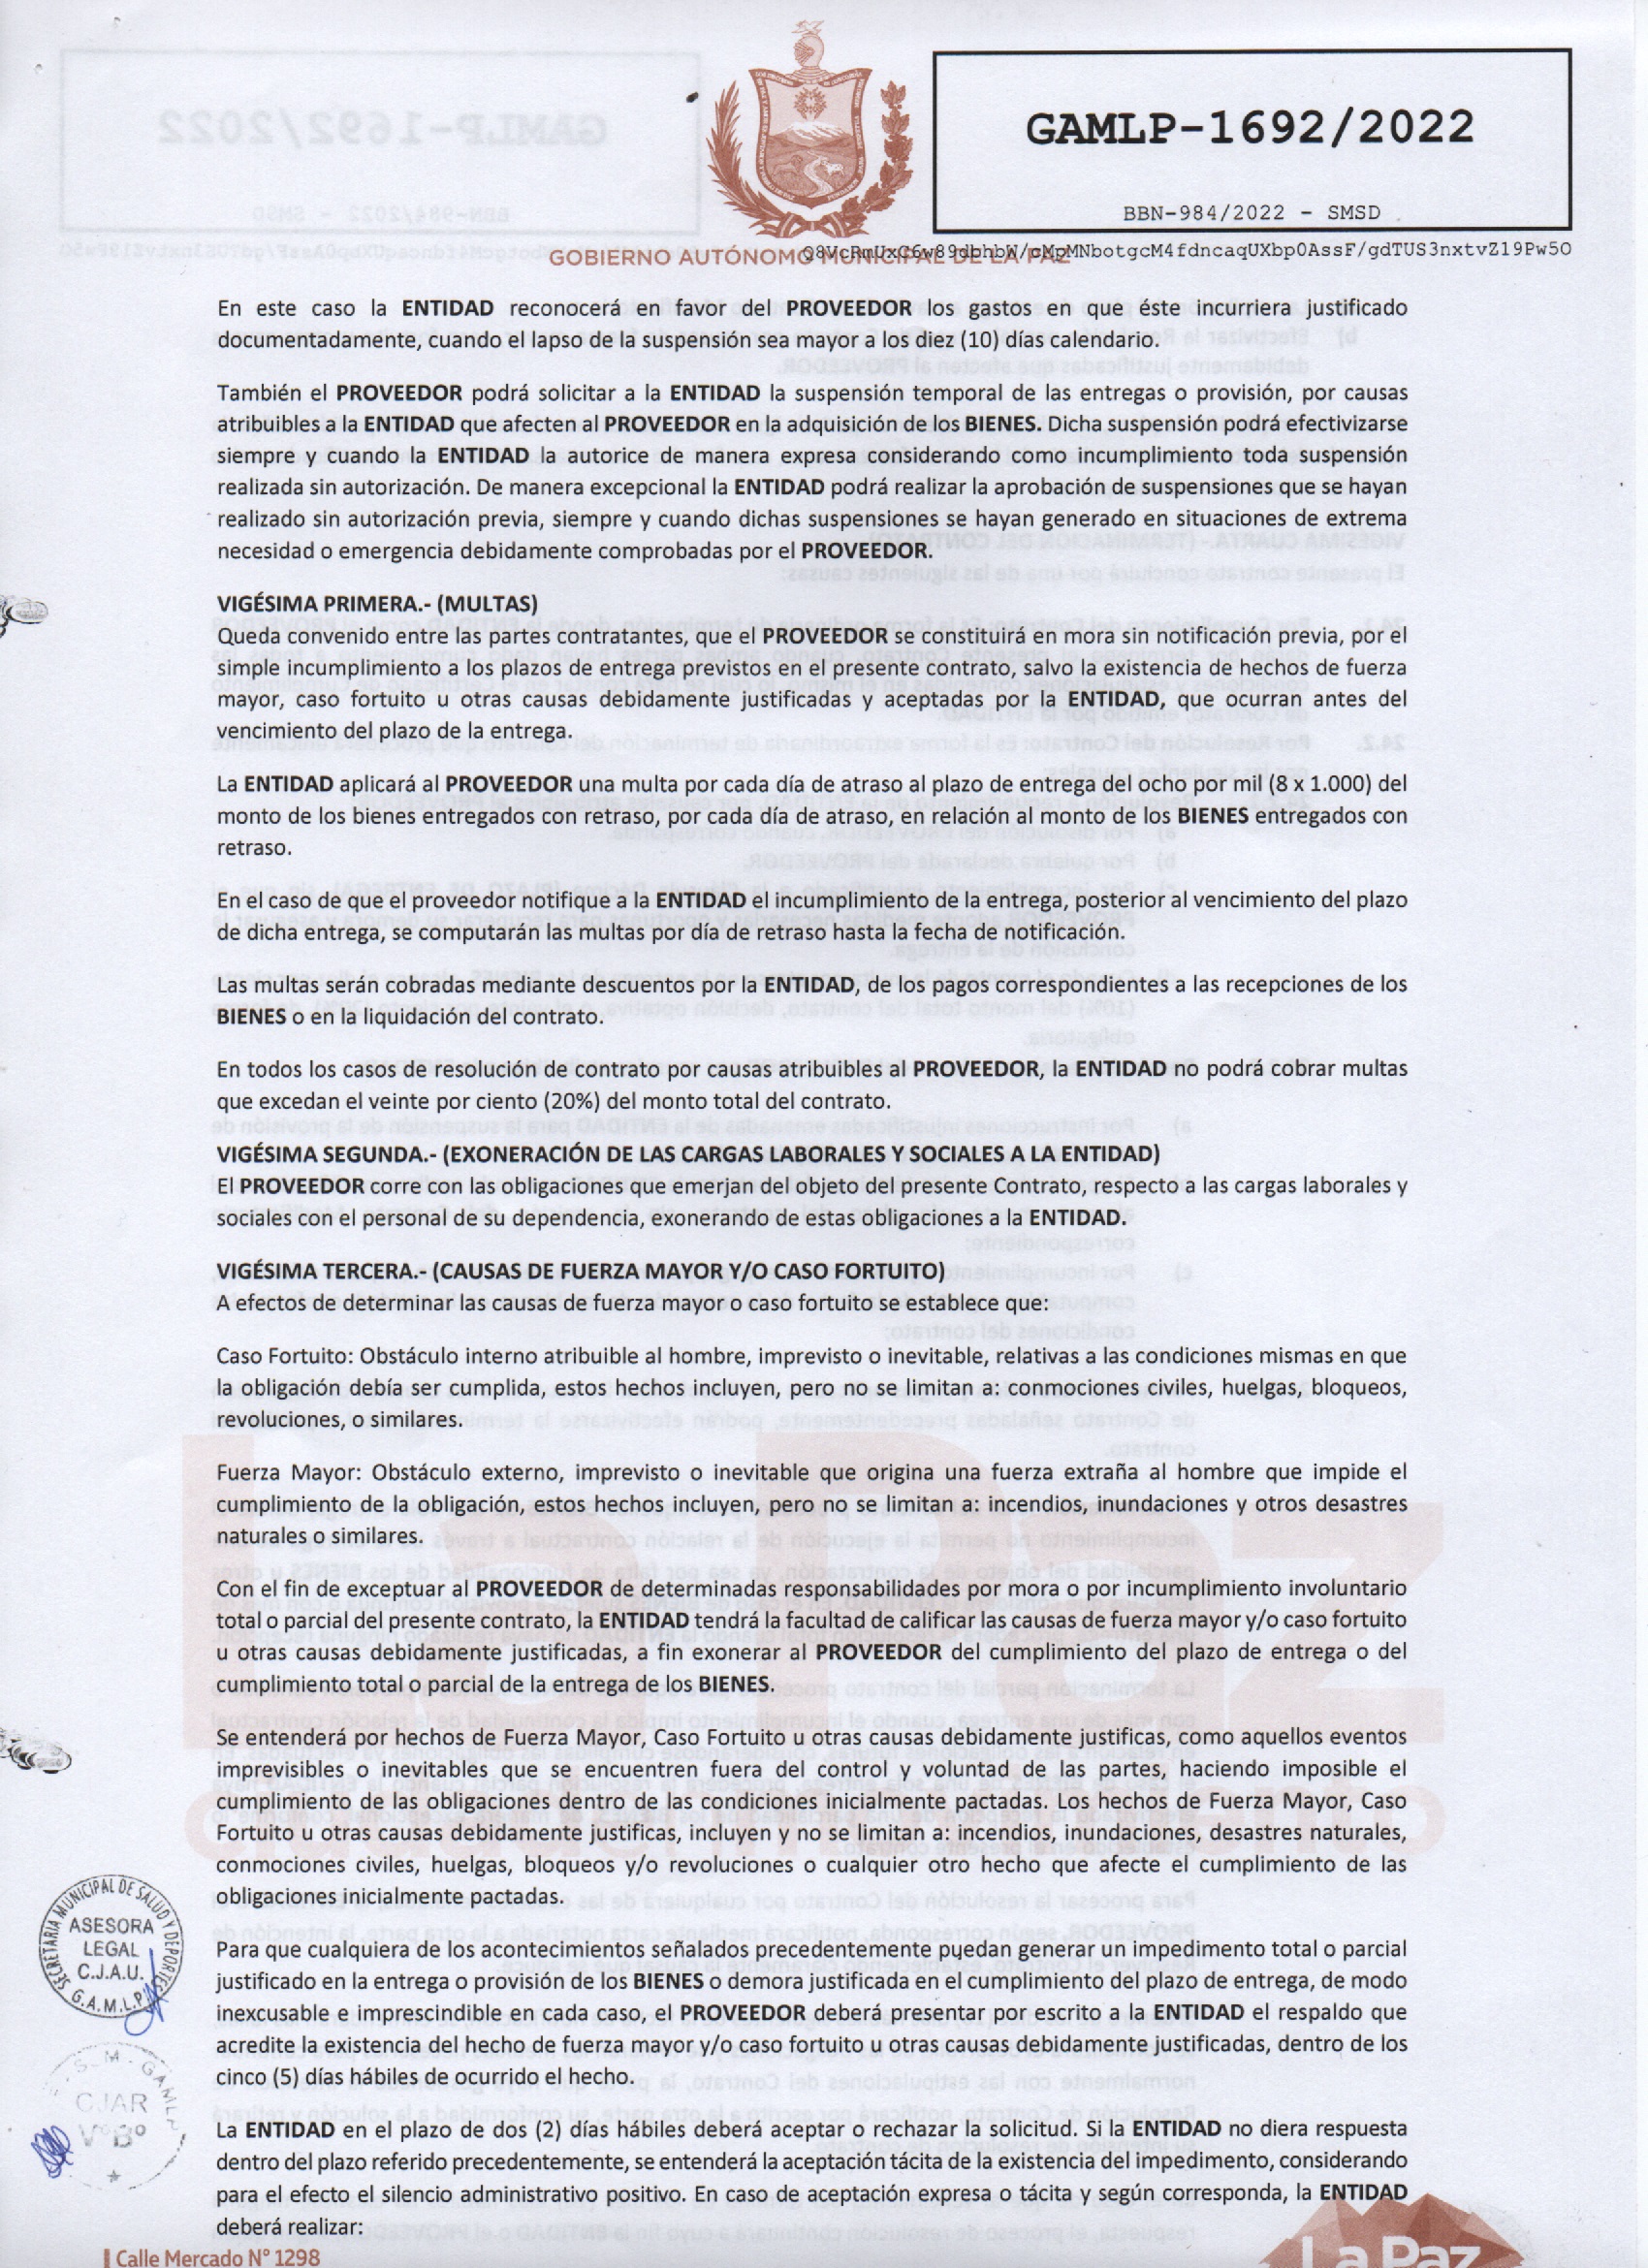 GAMLP-1692/2022
BBN-984/2022 - SMSD
Q8VcRmUxC6w89dbhbW/cMpMNbotgcM4fdncaqUXbp0AssF/gdTUS3nxtvZ19Pw5O
GOBIERNO AUTÓNOMO MUNICIPAL DE LA PAZ
En este caso la ENTIDAD reconocerá en favor del PROVEEDOR los gastos en que éste incurriera justificado
documentadamente, cuando el lapso de la suspensión sea mayor a los diez (10) días calendario.
También el PROVEEDOR podrá solicitar a la ENTIDAD la suspensión temporal de las entregas o provisión, por causas
atribuibles a la ENTIDAD que afecten al PROVEEDOR en la adquisición de los BIENES. Dicha suspensión podrá efectivizarse
siempre y cuando la ENTIDAD la autorice de manera expresa considerando como incumplimiento toda suspensión
realizada sin autorización. De manera excepcional la ENTIDAD podrá realizar la aprobación de suspensiones que se hayan
realizado sin autorización previa, siempre y cuando dichas suspensiones se hayan generado en situaciones de extrema
necesidad o emergencia debidamente comprobadas por el PROVEEDOR.
VIGÉSIMA PRIMERA.- (MULTAS)
Queda convenido entre las partes contratantes, que el PROVEEDOR se constituirá en mora sin notificación previa, por el
simple incumplimiento a los plazos de entrega previstos en el presente contrato, salvo la existencia de hechos de fuerza
mayor, caso fortuito u otras causas debidamente justificadas y aceptadas por la ENTIDAD, que ocurran antes del
vencimiento del plazo de la entrega.
La ENTIDAD aplicará al PROVEEDOR una multa por cada día de atraso al plazo de entrega del ocho por mil (8 x 1.000) del
monto de los bienes entregados con retraso, por cada día de atraso, en relación al monto de los BIENES entregados con
retraso.
En el caso de que el proveedor notifique a la ENTIDAD el incumplimiento de la entrega, posterior al vencimiento del plazo
de dicha entrega, se computarán las multas por día de retraso hasta la fecha de notificación.
Las multas serán cobradas mediante descuentos por la ENTIDAD, de los pagos correspondientes a las recepciones de los
BIENES o en la liquidación del contrato.
En todos los casos de resolución de contrato por causas atribuibles al PROVEEDOR, la ENTIDAD no podrá cobrar multas
que excedan el veinte por ciento (20%) del monto total del contrato.
VIGÉSIMA SEGUNDA.- (EXONERACIÓN DE LAS CARGAS LABORALES Y SOCIALES A LA ENTIDAD)
El PROVEEDOR corre con las obligaciones que emerjan del objeto del presente Contrato, respecto a las cargas laborales y
sociales con el personal de su dependencia, exonerando de estas obligaciones a la ENTIDAD.
VIGÉSIMA TERCERA.- (CAUSAS DE FUERZA MAYOR Y/O CASO FORTUITO)
A efectos de determinar las causas de fuerza mayor o caso fortuito se establece que:
Caso Fortuito: Obstáculo interno atribuible al hombre, imprevisto o inevitable, relativas a las condiciones mismas en que
la obligación debía ser cumplida, estos hechos incluyen, pero no se limitan a: conmociones civiles, huelgas, bloqueos,
revoluciones, o similares.
Fuerza Mayor: Obstáculo externo, imprevisto o inevitable que origina una fuerza extraña al hombre que impide el
cumplimiento de la obligación, estos hechos incluyen, pero no se limitan a: incendios, inundaciones y otros desastres
naturales o similares.
Con el fin de exceptuar al PROVEEDOR de determinadas responsabilidades por mora o por incumplimiento involuntario
total o parcial del presente contrato, la ENTIDAD tendrá la facultad de calificar las causas de fuerza mayor y/o caso fortuito
u otras causas debidamente justificadas, a fin exonerar al PROVEEDOR del cumplimiento del plazo de entrega o del
cumplimiento total o parcial de la entrega de los BIENES.
Se entenderá por hechos de Fuerza Mayor, Caso Fortuito u otras causas debidamente justificas, como aquellos eventos
imprevisibles o inevitables que se encuentren fuera del control y voluntad de las partes, haciendo imposible el
cumplimiento de las obligaciones dentro de las condiciones inicialmente pactadas. Los hechos de Fuerza Mayor, Caso
Fortuito u otras causas debidamente justificas, incluyen y no se limitan a: incendios, inundaciones, desastres naturales,
conmociones civiles, huelgas, bloqueos y/o revoluciones o cualquier otro hecho que afecte el cumplimiento de las
obligaciones inicialmente pactadas.
Para que cualquiera de los acontecimientos señalados precedentemente puedan generar un impedimento total o parcial
justificado en la entrega o provisión de los BIENES o demora justificada en el cumplimiento del plazo de entrega, de modo
inexcusable e imprescindible en cada caso, el PROVEEDOR deberá presentar por escrito a la ENTIDAD el respaldo que
acredite la existencia del hecho de fuerza mayor y/o caso fortuito u otras causas debidamente justificadas, dentro de los
cinco (5) días hábiles de ocurrido el hecho.
La ENTIDAD en el plazo de dos (2) días hábiles deberá aceptar o rechazar la solicitud. Si la ENTIDAD no diera respuesta
dentro del plazo referido precedentemente, se entenderá la aceptación tácita de la existencia del impedimento, considerando
para el efecto el silencio administrativo positivo. En caso de aceptación expresa o tácita y según corresponda, la ENTIDAD
deberá realizar:
SECRETARIA MUNICIPAL DE SALUD Y DEPORTES
ASESORA
LEGAL
C.J.A.U.
G.A.M.L.P.
CJAR
VºBº
Calle Mercado N° 1298
La Paz